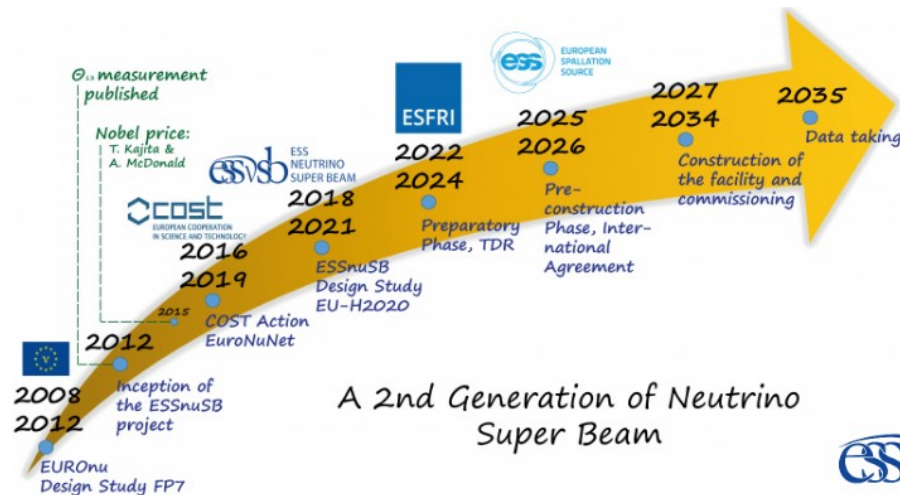 Θ₁₃ measurement
published
Nobel price:
T. Kajita &
A. McDonald
cost
EUROPEAN COOPERATION
IN SCIENCE AND TECHNOLOGY
essνsb
ESS
NEUTRINO
SUPER BEAM
ESFRI
ess
EUROPEAN
SPALLATION
SOURCE
ν
2008
2012
EUROnu
Design Study FP7
2012
Inception of
the ESSnuSB
project
2015
2016
2019
COST Action
EuroNuNet
2018
2021
ESSnuSB
Design Study
EU-H2020
2022
2024
Preparatory
Phase, TDR
2025
2026
Pre-
construction
Phase, Inter-
national
Agreement
2027
2034
Construction of
the facility and
commissioning
2035
Data taking
A 2nd Generation of Neutrino
Super Beam
ess